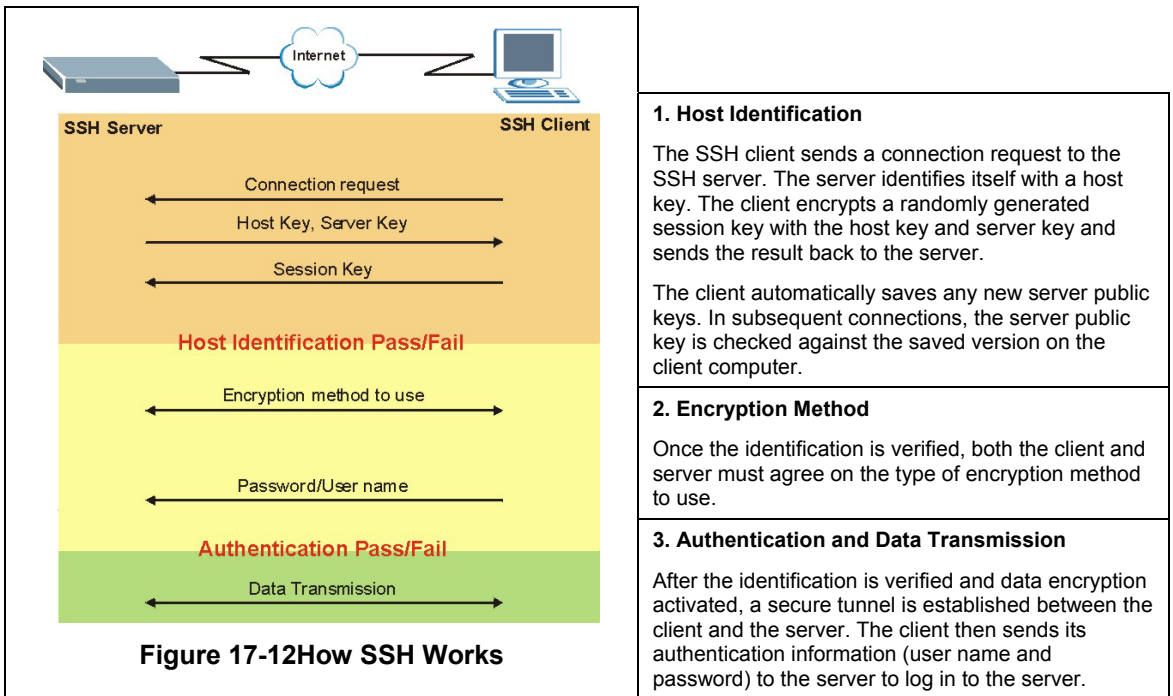 Internet
SSH Server
SSH Client
Connection request
Host Key, Server Key
Session Key
Host Identification Pass/Fail
Encryption method to use
Password/User name
Authentication Pass/Fail
Data Transmission
Figure 17-12How SSH Works
1. Host Identification
The SSH client sends a connection request to the
SSH server. The server identifies itself with a host
key. The client encrypts a randomly generated
session key with the host key and server key and
sends the result back to the server.
The client automatically saves any new server public
keys. In subsequent connections, the server public
key is checked against the saved version on the
client computer.
2. Encryption Method
Once the identification is verified, both the client and
server must agree on the type of encryption method
to use.
3. Authentication and Data Transmission
After the identification is verified and data encryption
activated, a secure tunnel is established between the
client and the server. The client then sends its
authentication information (user name and
password) to the server to log in to the server.